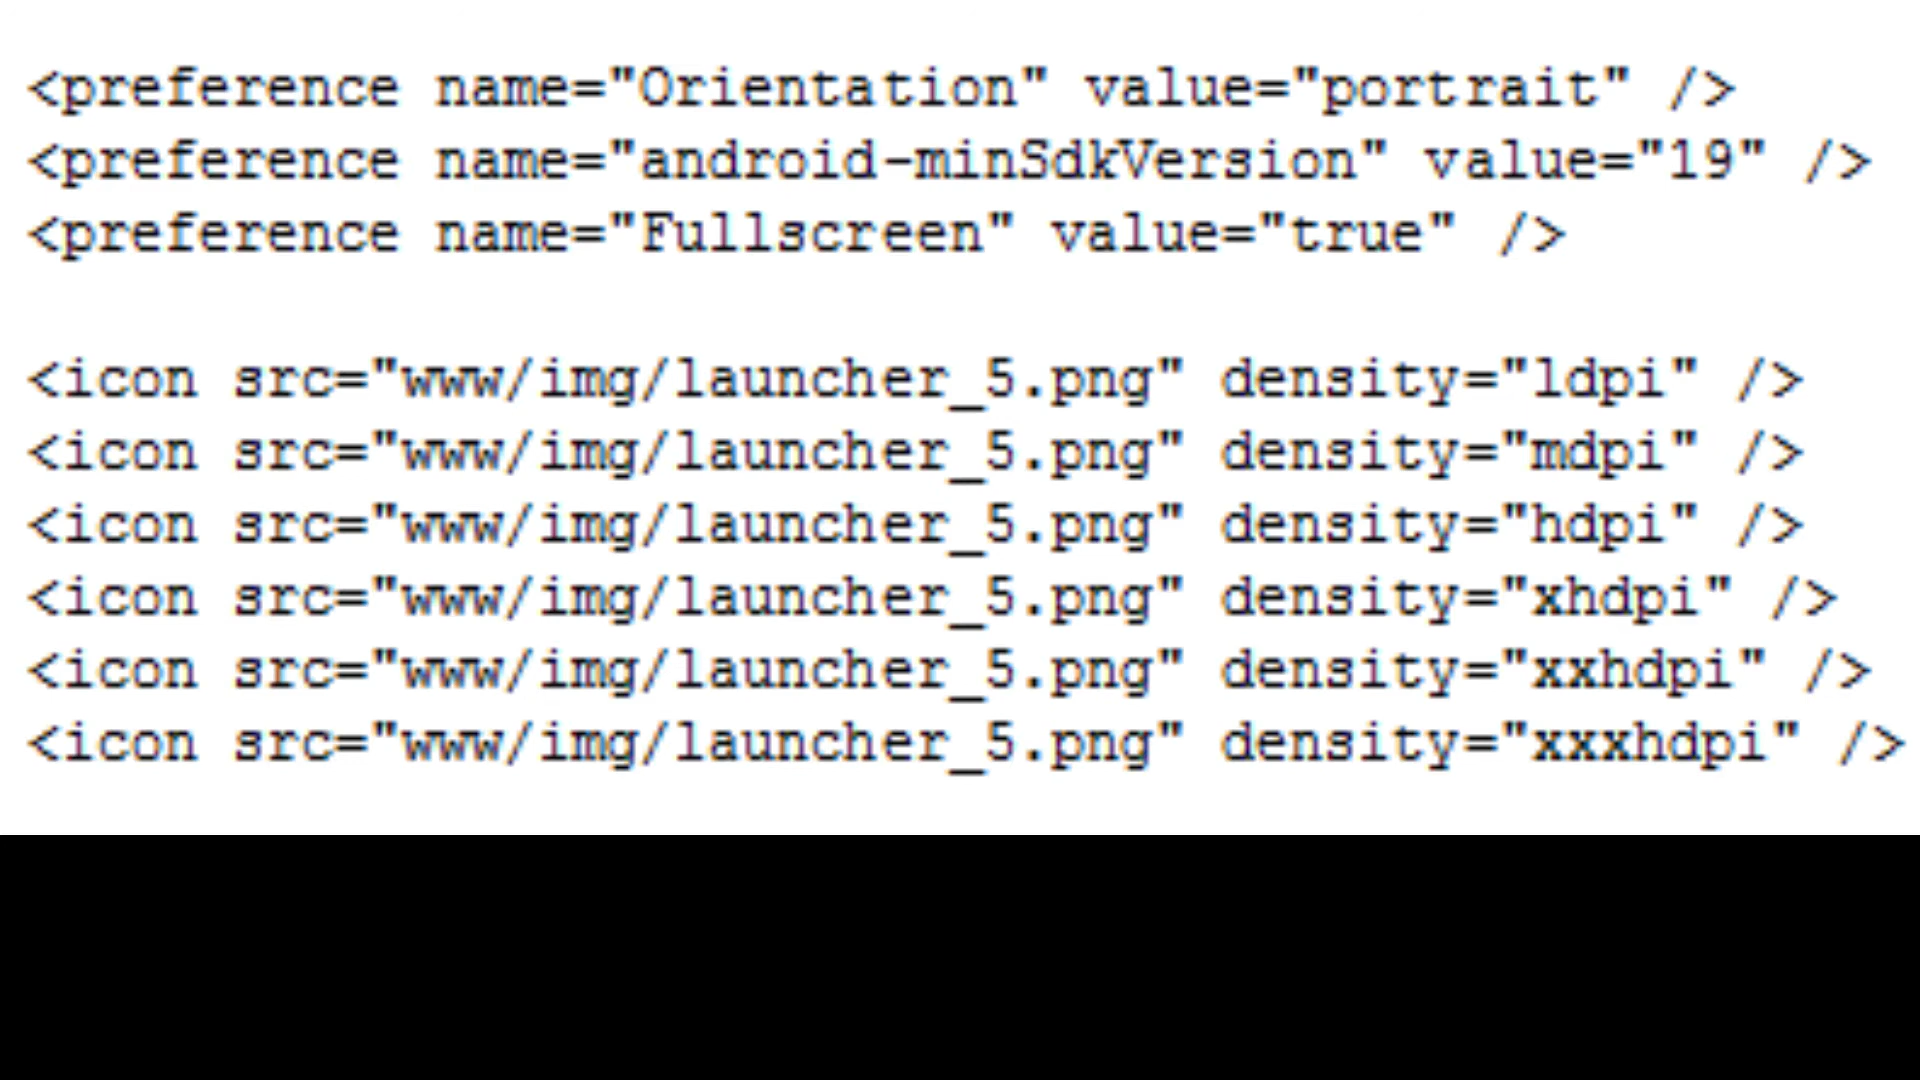 <preference name="Orientation" value="portrait" />
<preference name="android-minSdkVersion" value="19" />
<preference name="Fullscreen" value="true" />
<icon src="www/img/launcher_5.png" density="ldpi" />
<icon src="www/img/launcher_5.png" density="mdpi" />
<icon src="www/img/launcher_5.png" density="hdpi" />
<icon src="www/img/launcher_5.png" density="xhdpi" />
<icon src="www/img/launcher_5.png" density="xxhdpi" />
<icon src="www/img/launcher_5.png" density="xxxhdpi" />